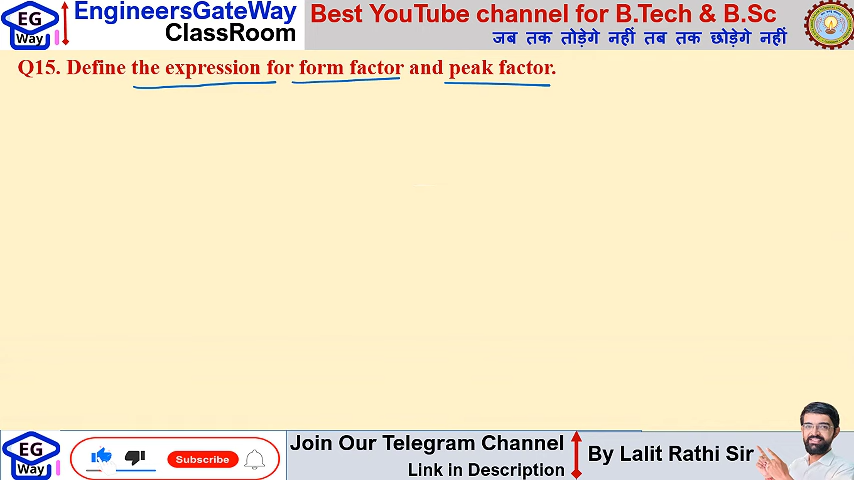 EG
Way
EngineersGateWay
ClassRoom
Best YouTube channel for B.Tech & B.Sc
जब तक तोड़ेगे नहीं तब तक छोड़ेगे नहीं
Q15. Define the expression for form factor and peak factor.
EG
Way
Subscribe
Join Our Telegram Channel
Link in Description
By Lalit Rathi Sir